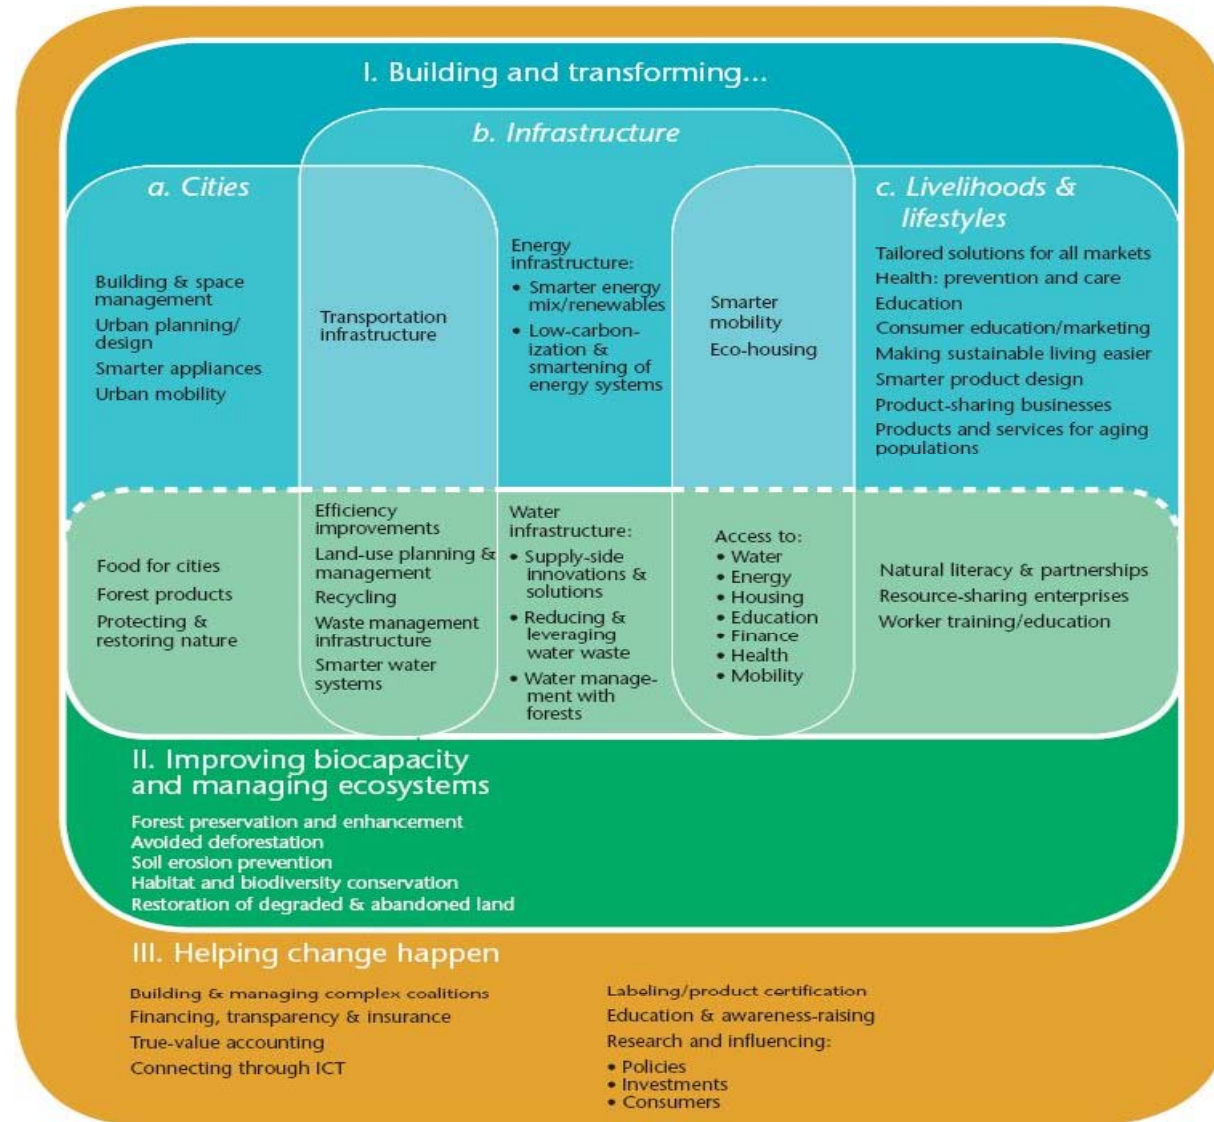 I. Building and transforming...
b. Infrastructure
a. Cities
Building & space
management
Urban planning/
design
Smarter appliances
Urban mobility
Transportation
infrastructure
Energy
infrastructure:
• Smarter energy
mix/renewables
• Low-carbon-
ization &
smartening of
energy systems
Smarter
mobility
Eco-housing
c. Livelihoods &
lifestyles
Tailored solutions for all markets
Health: prevention and care
Education
Consumer education/marketing
Making sustainable living easier
Smarter product design
Product-sharing businesses
Products and services for aging
populations
Food for cities
Forest products
Protecting &
restoring nature
Efficiency
improvements
Land-use planning &
management
Recycling
Waste management
infrastructure
Smarter water
systems
Water
infrastructure:
• Supply-side
innovations &
solutions
• Reducing &
leveraging
water waste
• Water manage-
ment with
forests
Access to:
• Water
• Energy
• Housing
• Education
• Finance
• Health
• Mobility
Natural literacy & partnerships
Resource-sharing enterprises
Worker training/education
II. Improving biocapacity
and managing ecosystems
Forest preservation and enhancement
Avoided deforestation
Soil erosion prevention
Habitat and biodiversity conservation
Restoration of degraded & abandoned land
III. Helping change happen
Building & managing complex coalitions
Financing, transparency & insurance
True-value accounting
Connecting through ICT
Labeling/product certification
Education & awareness-raising
Research and influencing:
• Policies
• Investments
• Consumers